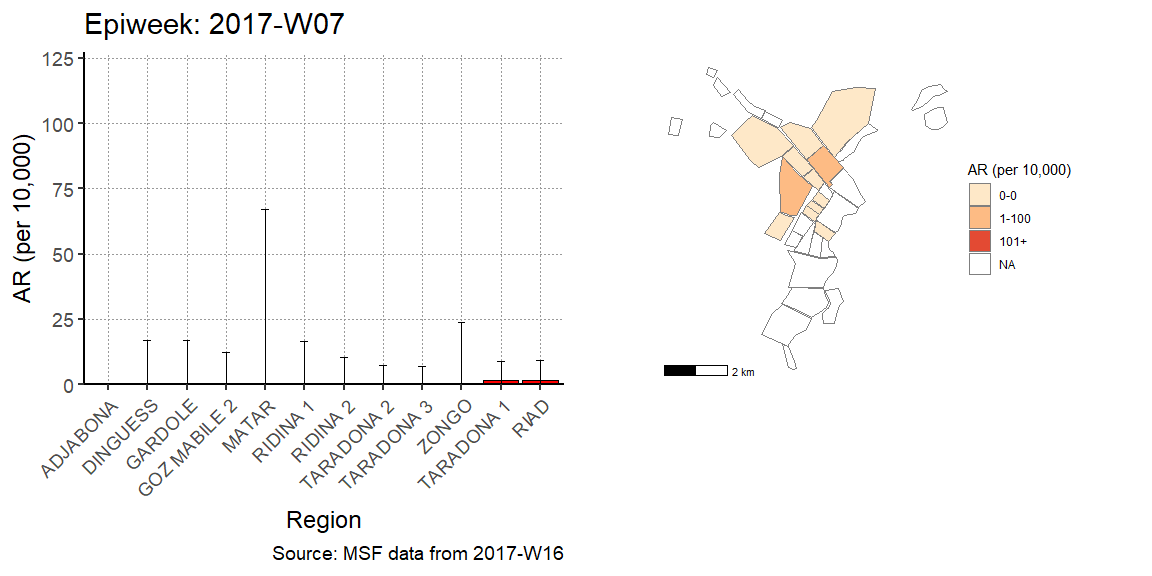 Epiweek: 2017-W07
AR (per 10,000)
125
100
75
50
25
0
ADJABONA
DINGUESS
GARDOLE
GOZ MABILE 2
MATAR
RIDINA 1
RIDINA 2
TARADONA 2
TARADONA 3
ZONGO
TARADONA 1
RIAD
Region
Source: MSF data from 2017-W16
AR (per 10,000)
0-0
1-100
101+
NA
2 km